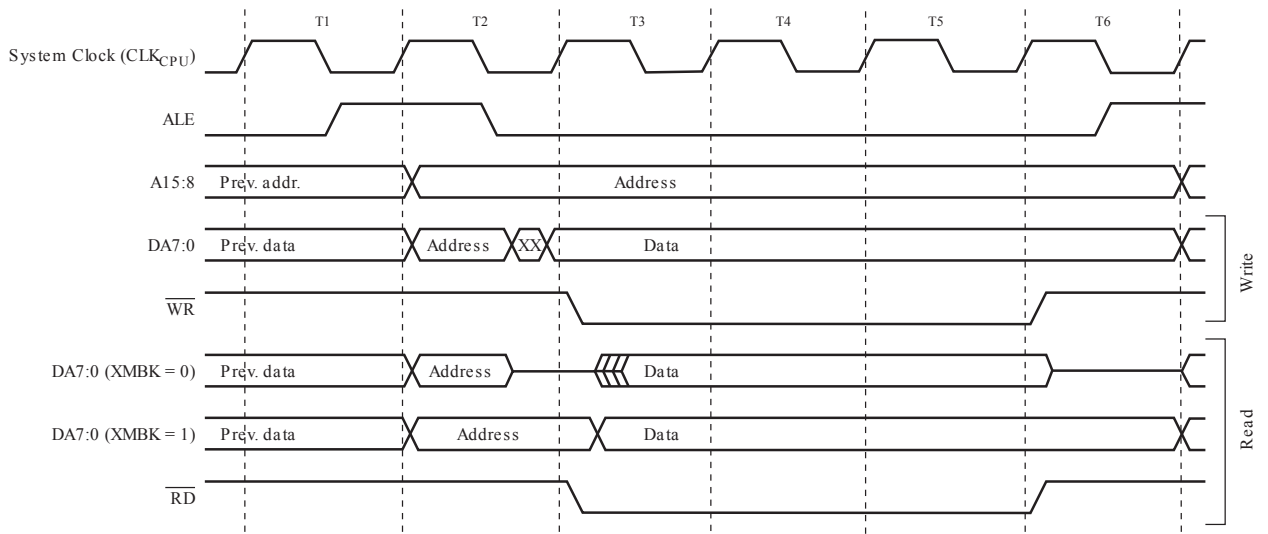 T1 T2 T3 T4 T5 T6
System Clock (CLKCPU)
ALE
A15:8 Prev. addr. Address
DA7:0 Prev. data Address XX Data
WR
Write
DA7:0 (XMBK = 0) Prev. data Address Data
DA7:0 (XMBK = 1) Prev. data Address Data
RD
Read